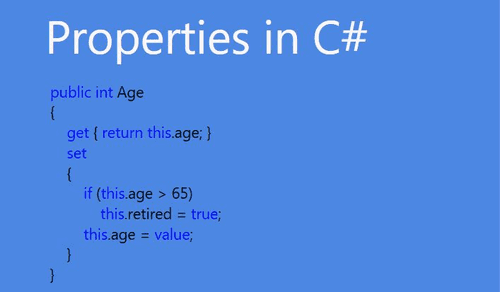 Properties in C#
public int Age
{
get { return this.age; }
set
{
if (this.age > 65)
this.retired = true;
this.age = value;
}
}